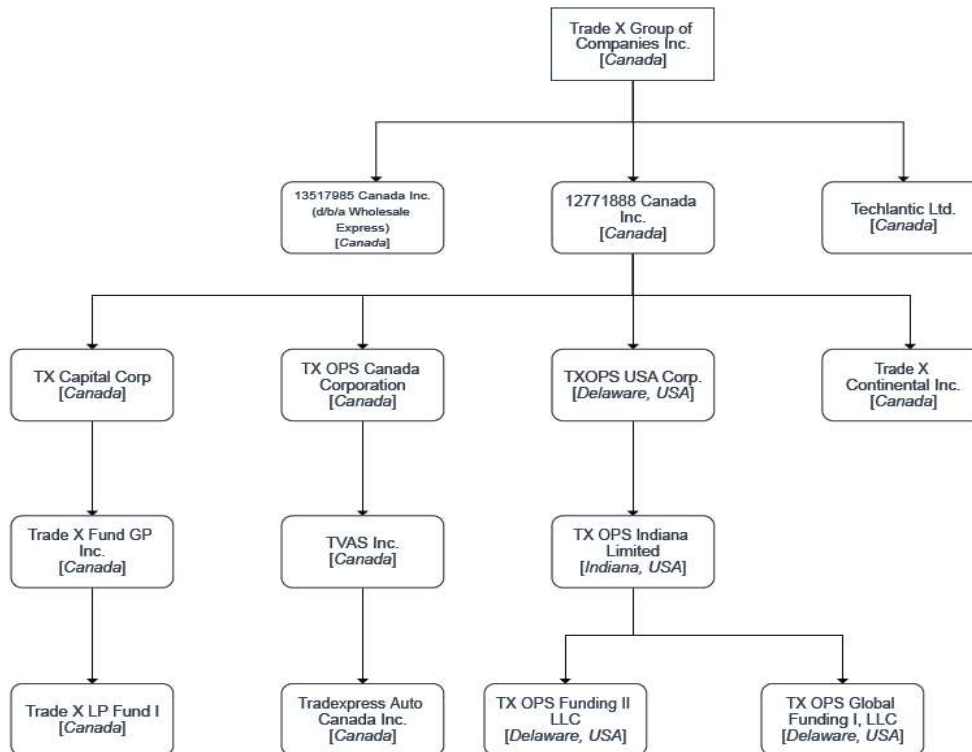 Trade X Group of
Companies Inc.
[Canada]
13517985 Canada Inc.
(d/b/a Wholesale
Express)
[Canada]
12771888 Canada
Inc.
[Canada]
Techlantic Ltd.
[Canada]
TX Capital Corp
[Canada]
TX OPS Canada
Corporation
[Canada]
TXOPS USA Corp.
[Delaware, USA]
Trade X
Continental Inc.
[Canada]
Trade X Fund GP
Inc.
[Canada]
TVAS Inc.
[Canada]
TX OPS Indiana
Limited
[Indiana, USA]
Trade X LP Fund I
[Canada]
Tradexpress Auto
Canada Inc.
[Canada]
TX OPS Funding II
LLC
[Delaware, USA]
TX OPS Global
Funding I, LLC
[Delaware, USA]